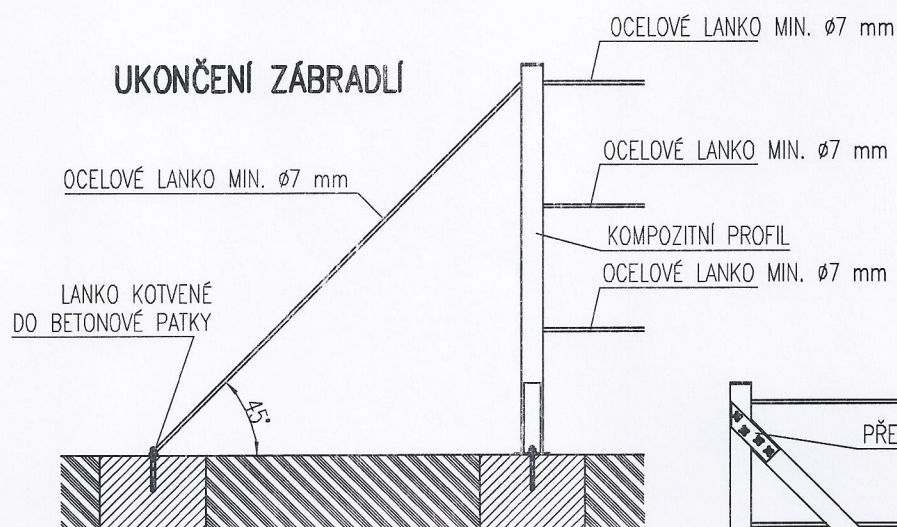 UKONČENÍ ZÁBRADLÍ
OCELOVÉ LANKO MIN. ø7 mm
OCELOVÉ LANKO MIN. ø7 mm
OCELOVÉ LANKO MIN. ø7 mm
KOMPOZITNÍ PROFIL
OCELOVÉ LANKO MIN. ø7 mm
LANKO KOTVENÉ
DO BETONOVÉ PATKY
45°
PŘE